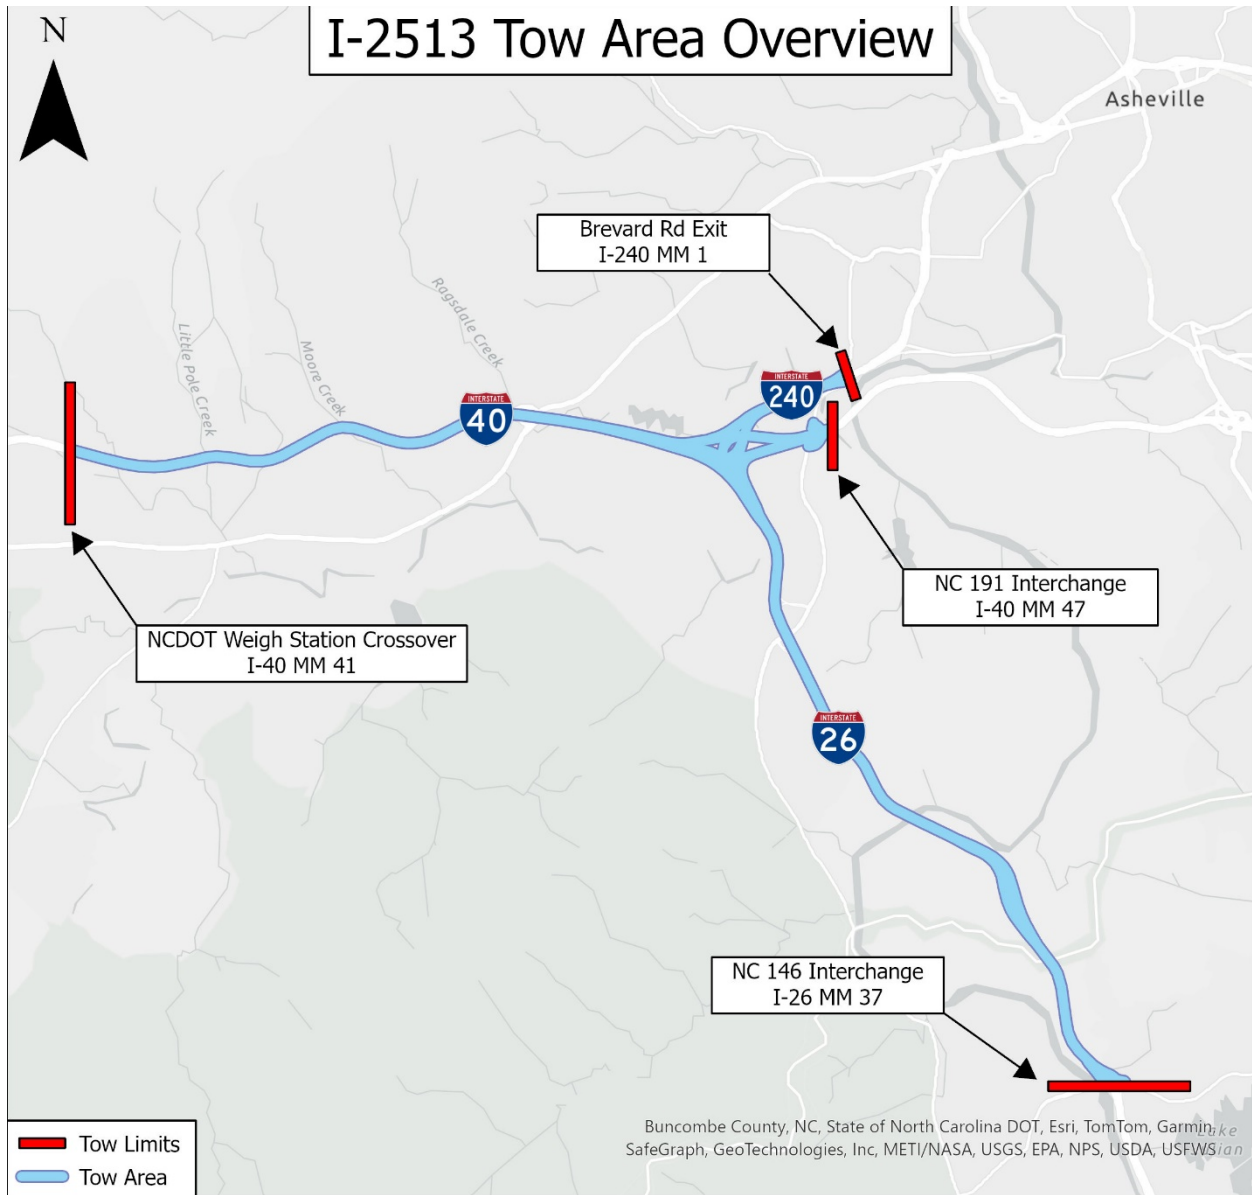 I-2513 Tow Area Overview
N
Asheville
Brevard Rd Exit
I-240 MM 1
Ragsdale Creek
Little Pole Creek
Moore Creek
INTERSTATE
240
INTERSTATE
40
NC 191 Interchange
I-40 MM 47
NCDOT Weigh Station Crossover
I-40 MM 41
INTERSTATE
26
NC 146 Interchange
I-26 MM 37
Buncombe County, NC, State of North Carolina DOT, Esri, TomTom, Garmin,
SafeGraph, GeoTechnologies, Inc, METI/NASA, USGS, EPA, NPS, USDA, USFWS
Lake
Tow Limits
Tow Area